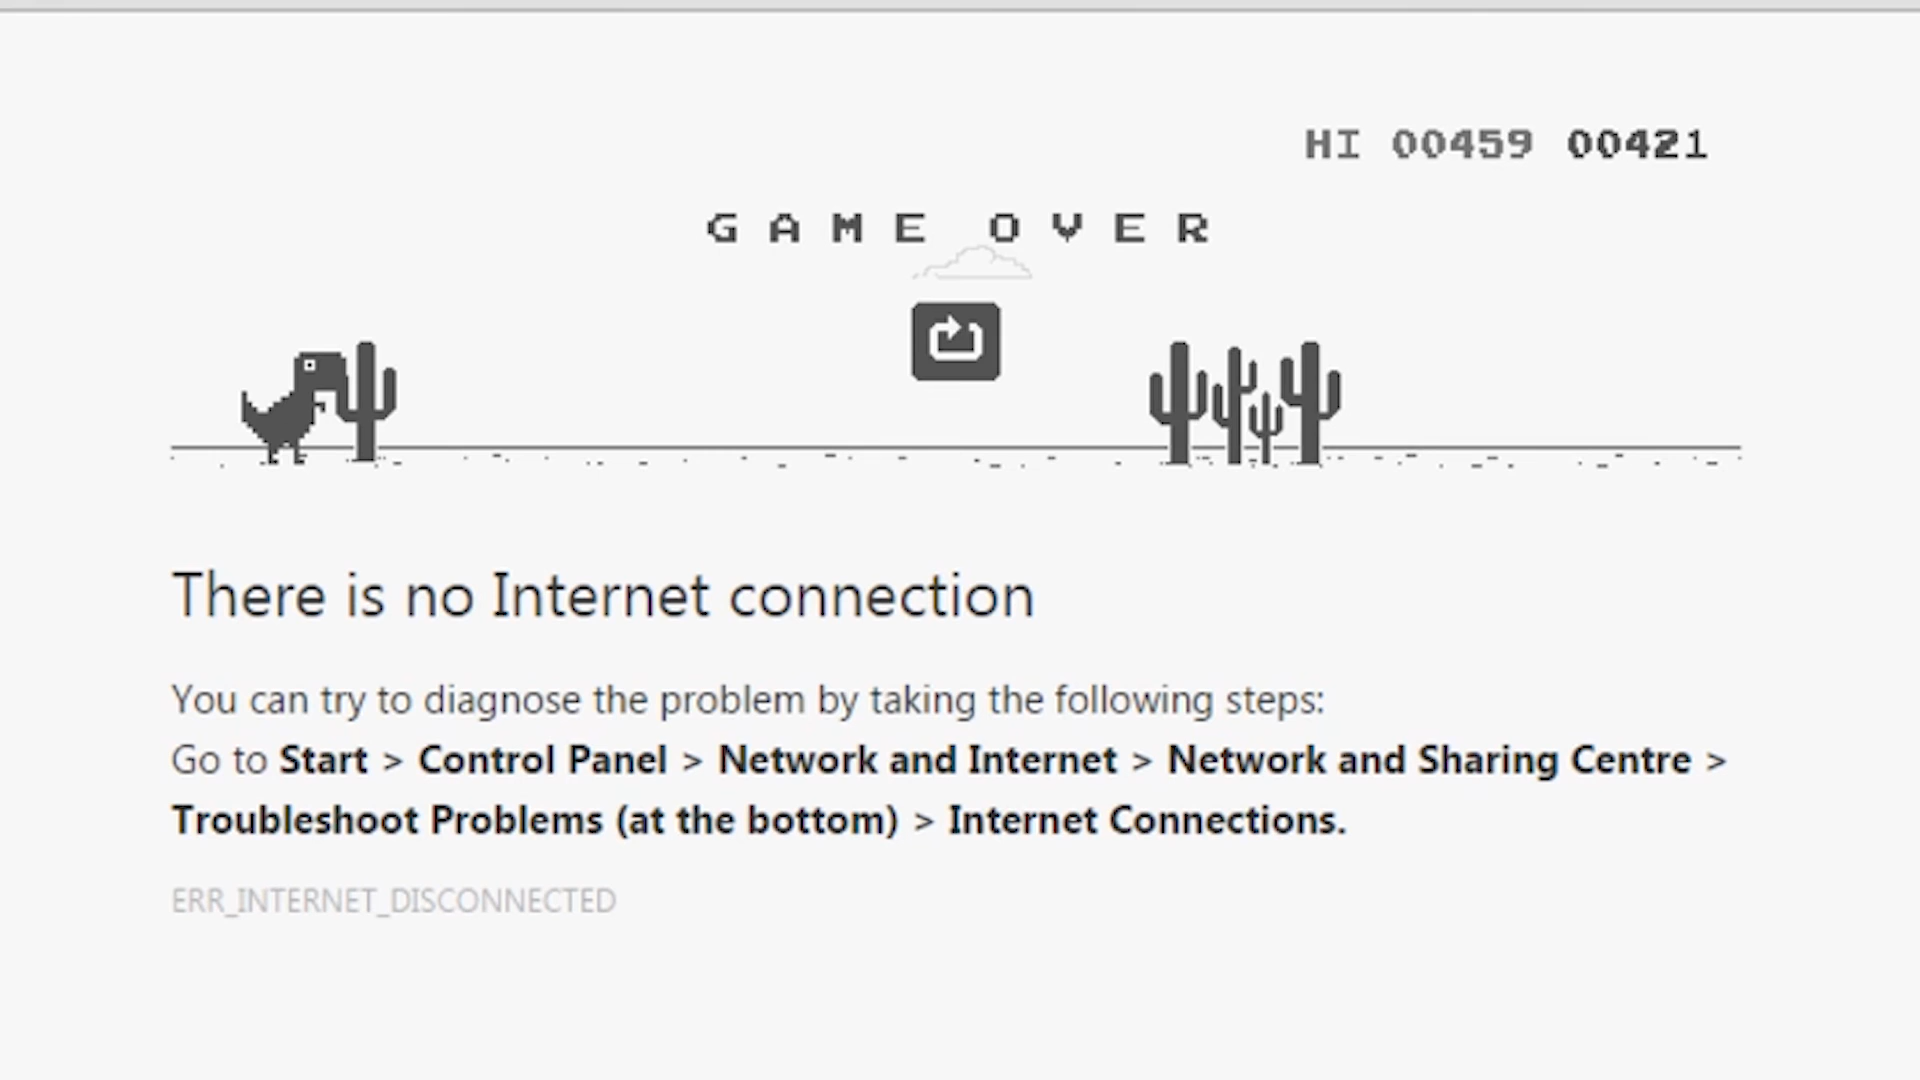 HI 00459 00421
GAME OVER
There is no Internet connection
You can try to diagnose the problem by taking the following steps:
Go to Start > Control Panel > Network and Internet > Network and Sharing Centre >
Troubleshoot Problems (at the bottom) > Internet Connections.
ERR_INTERNET_DISCONNECTED